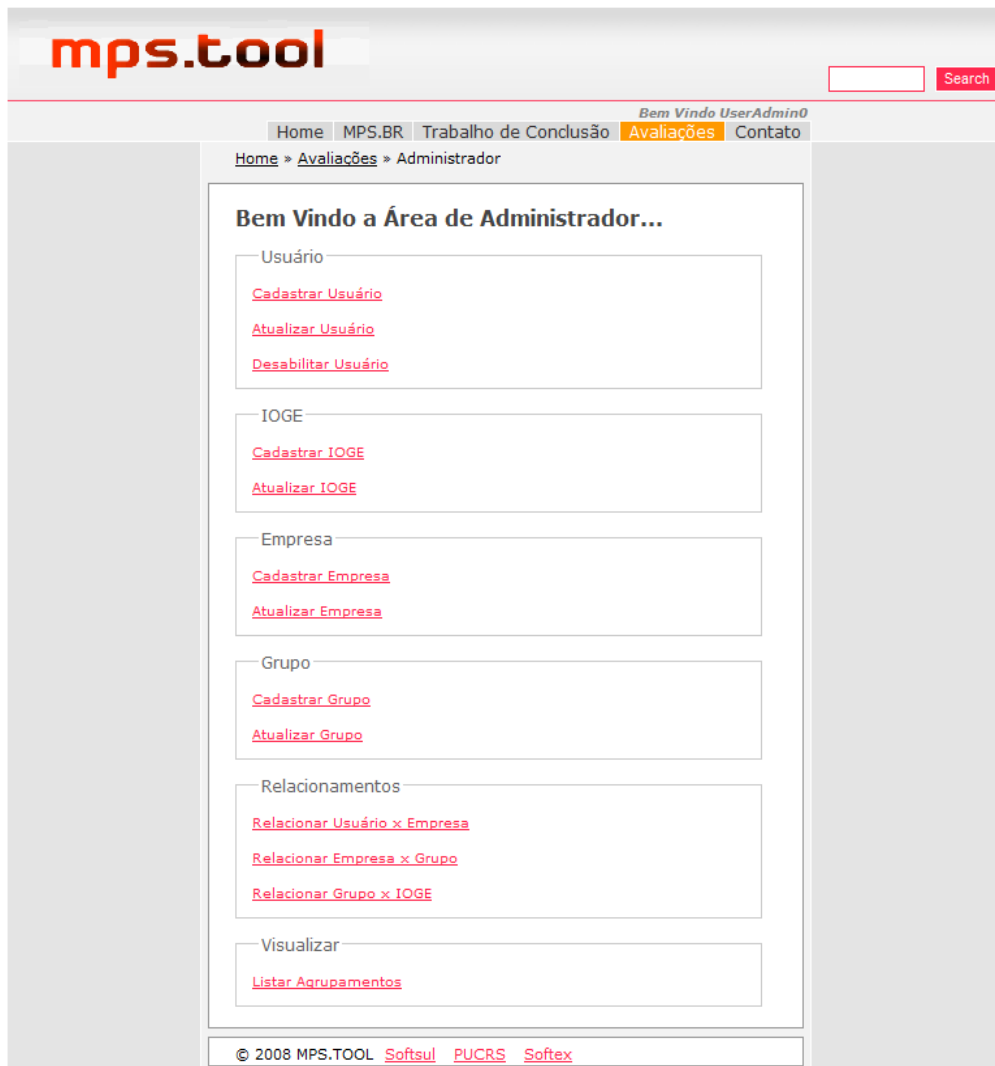 mps.tool
Search
Bem Vindo UserAdmin0
Home MPS.BR Trabalho de Conclusão Avaliações Contato
Home » Avaliações » Administrador
Bem Vindo a Área de Administrador...
Usuário
Cadastrar Usuário
Atualizar Usuário
Desabilitar Usuário
IOGE
Cadastrar IOGE
Atualizar IOGE
Empresa
Cadastrar Empresa
Atualizar Empresa
Grupo
Cadastrar Grupo
Atualizar Grupo
Relacionamentos
Relacionar Usuário x Empresa
Relacionar Empresa x Grupo
Relacionar Grupo x IOGE
Visualizar
Listar Agrupamentos
© 2008 MPS.TOOL Softsul PUCRS Softex